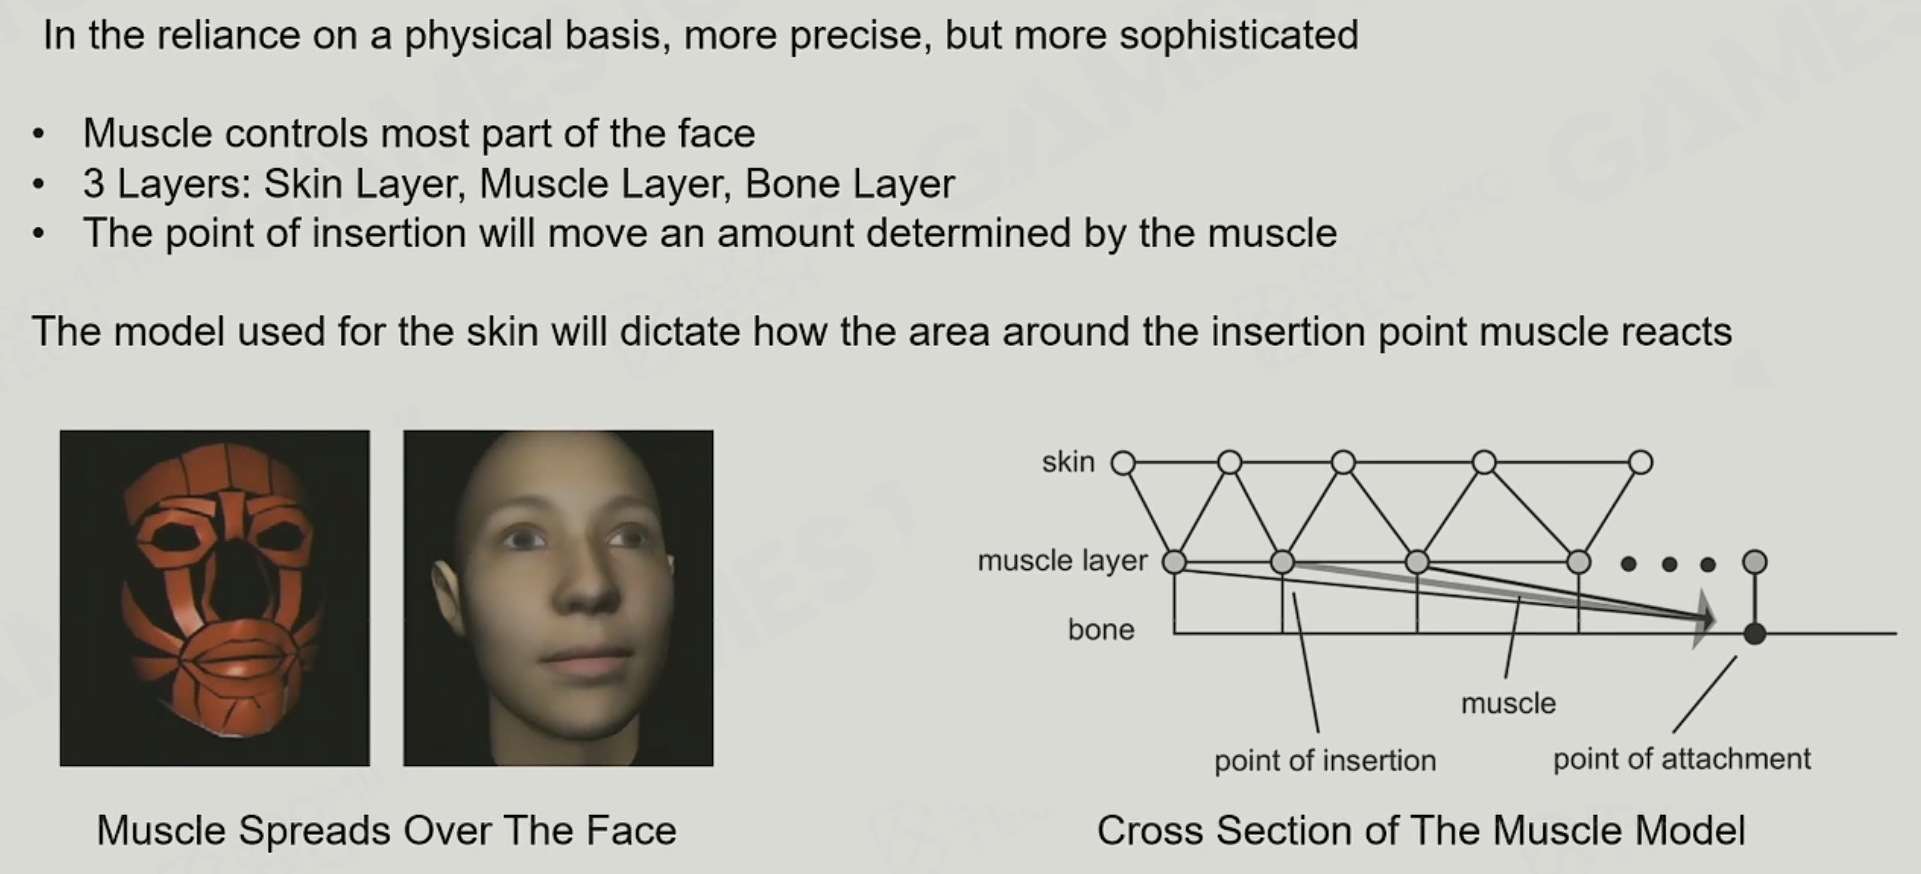 In the reliance on a physical basis, more precise, but more sophisticated
• Muscle controls most part of the face
• 3 Layers: Skin Layer, Muscle Layer, Bone Layer
• The point of insertion will move an amount determined by the muscle
The model used for the skin will dictate how the area around the insertion point muscle reacts
skin
muscle layer
bone
muscle
point of insertion
point of attachment
Muscle Spreads Over The Face
Cross Section of The Muscle Model